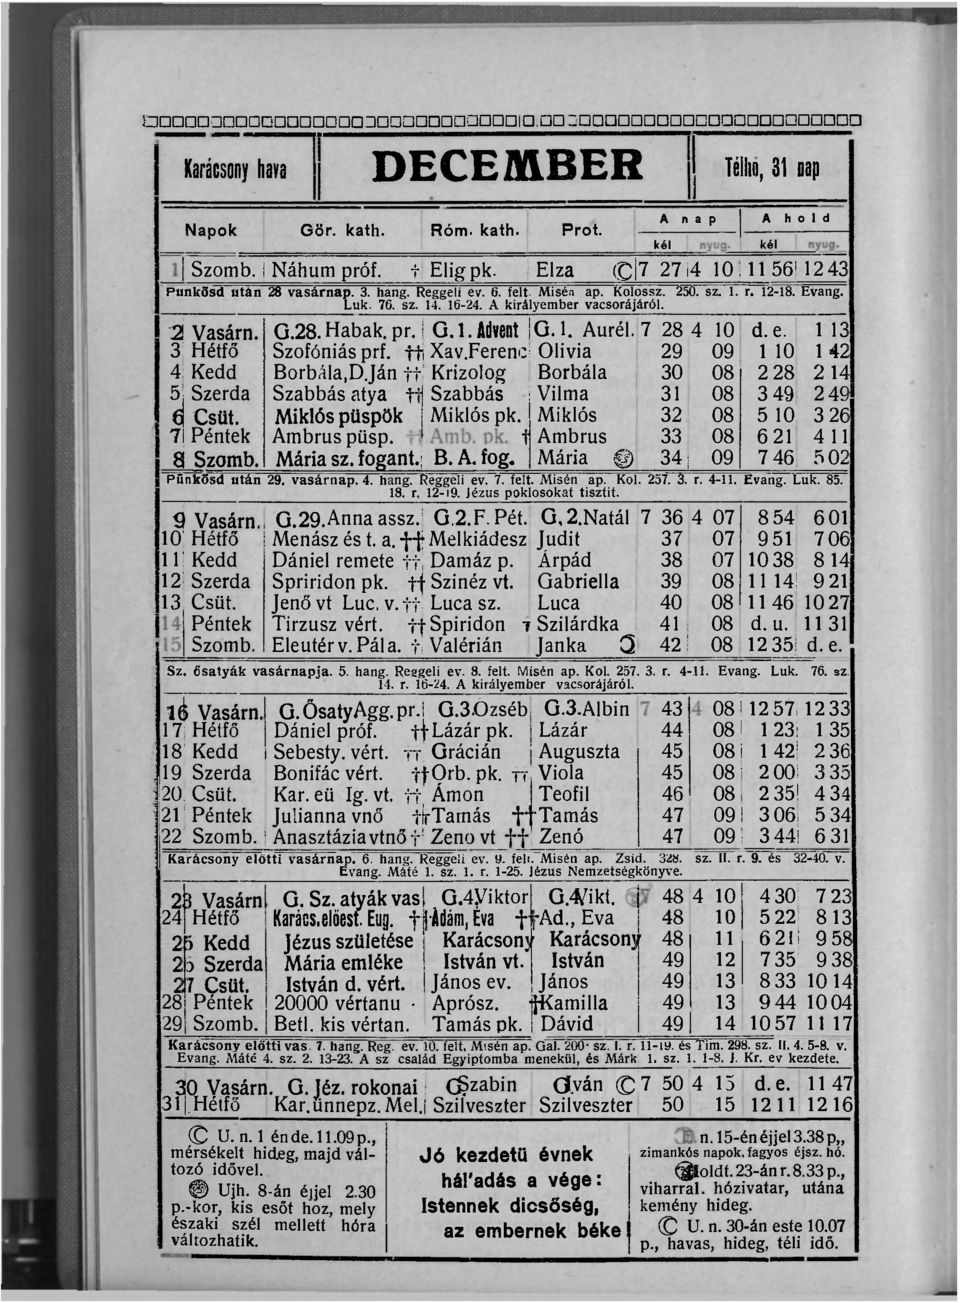 Karácsony hava DECEMBER Télhó, 31 nap
Napok Gör. kath. Róm. kath. Prot. A nap A hold
kél nyug. kél nyug.
1 Szomb. Náhum próf. † Elig pk. Elza 7 27 4 10 11 56 12 43
Punkösd után 28 vasárnap. 3. hang. Reggeli ev. 6. felt. Misén ap. Kolossz. 250. sz. 1. r. 12-18. Evang.
Luk. 76. sz. 14. 16-24. A királyember vacsorájáról.
2 Vasárn. G.28. Habak. pr. G. 1. Advent G. 1. Aurél. 7 28 4 10 d. e. 1 13
3 Hétfő Szofóniás prf. †† Xav.Ferenc Olivia 29 09 1 10 1 42
4 Kedd Borbála,D.Ján †† Krizolog Borbála 30 08 2 28 2 14
5 Szerda Szabbás atya †† Szabbás Vilma 31 08 3 49 2 49
6 Csüt. Miklós püspök Miklós pk. Miklós 32 08 5 10 3 26
7 Péntek Ambrus püsp. †† Amb. pk. † Ambrus 33 08 6 21 4 11
8 Szomb. Mária sz. fogant. B. A. fog. Mária 34 09 7 46 5 02
Pünkösd után 29. vasárnap. 4. hang. Reggeli ev. 7. felt. Misén ap. Kol. 257. 3. r. 4-11. Evang. Luk. 85.
18. r. 12-19. Jézus poklosokat tisztit.
9 Vasárn. G.29.Anna assz. G.2.F. Pét. G.2.Natál 7 36 4 07 8 54 6 01
10 Hétfő Menász és t. a. †† Melkiádesz Judit 37 07 9 51 7 06
11 Kedd Dániel remete ††, Damáz p. Árpád 38 07 10 38 8 14
12 Szerda Spriridon pk. †† Szinéz vt. Gabriella 39 08 11 14 9 21
13 Csüt. Jenő vt Luc. v. †† Luca sz. Luca 40 08 11 46 10 27
14 Péntek Tirzusz vért. †† Spiridon † Szilárdka 41 08 d. u. 11 31
15 Szomb. Eleutér v. Pál a. † Valérián Janka 42 08 12 35 d. e.
Sz. ősatyák vasárnapja. 5. hang. Reggeli ev. 8. felt. Misén ap. Kol. 257. 3. r. 4-11. Evang. Luk. 76. sz.
14. r. 16-24. A királyember vacsorájáról.
16 Vasárn. G.ŐsatyAgg.pr. G.3.Ozséb G.3.Albin 7 43 4 08 12 57 12 33
17 Hétfő Dániel próf. †† Lázár pk. Lázár 44 08 1 23 1 35
18 Kedd Sebesty. vért. †† Grácián Auguszta 45 08 1 42 2 36
19 Szerda Bonifác vért. †† Orb. pk. †† Viola 45 08 2 00 3 35
20 Csüt. Kar. eü Ig. vt. †† Ámon Teofil 46 08 2 35 4 34
21 Péntek Julianna vnő †† Tamás †† Tamás 47 09 3 06 5 34
22 Szomb. Anasztázia vtnő † Zeno vt †† Zenó 47 09 3 44 6 31
Karácsony előtti vasárnap. 6. hang. Reggeli ev. 9. felt. Misén ap. Zsid. 328. sz. II. r. 9. és 32-40. v.
Evang. Máté 1. sz. 1. r. 1-25. Jézus Nemzetségkönyve.
23 Vasárn G. Sz. atyák vas G.4.Viktor G.4.Vikt. 7 48 4 10 4 30 7 23
24 Hétfő Karács.elöest. Eug. †† Ádám, Éva †† Ad., Eva 48 10 5 22 8 13
25 Kedd Jézus születése Karácsony Karácsony 48 11 6 21 9 58
26 Szerda Mária emléke István vt. István 49 12 7 35 9 38
27 Csüt. István d. vért. János ev. János 49 13 8 33 10 14
28 Péntek 20000 vértanu Aprósz. †† Kamilla 49 13 9 44 10 04
29 Szomb. Betl. kis vértan. Tamás pk. Dávid 49 14 10 57 11 17
Karácsony előtti vas. 7. hang. Reg. ev. 10. felt. Misén ap. Gal. 200· sz. I. r. 11-19. és Tim. 298. sz. II. 4. 5-8. v.
Evang. Máté 4. sz. 2. 13-23. A sz család Egyiptomba menekül, és Márk 1. sz. 1. 1-8. J. Kr. ev kezdete.
30 Vasárn. G. Jéz. rokonai G.Szabin G.Iván 7 50 4 15 d. e. 11 47
31 Hétfő Kar.ünnepz. Mel. Szilveszter Szilveszter 50 15 12 11 12 16
U. n. 1 én de. 11.09 p.,
mérsékelt hideg, majd vál-
tozó idővel.
Ujh. 8-án éjjel 2.30
p.-kor, kis esőt hoz, mely
északi szél mellett hóra
változhatik.
Jó kezdetü évnek
hál'adás a vége:
Istennek dicsőség,
az embernek béke
n. 15-én éjjel 3.38 p,,
zimankós napok, fagyos éjsz. hó.
Holdt. 23-án r. 8.33 p.,
viharral. hózivatar, utána
kemény hideg.
U. n. 30-án este 10.07
p., havas, hideg, téli idő.